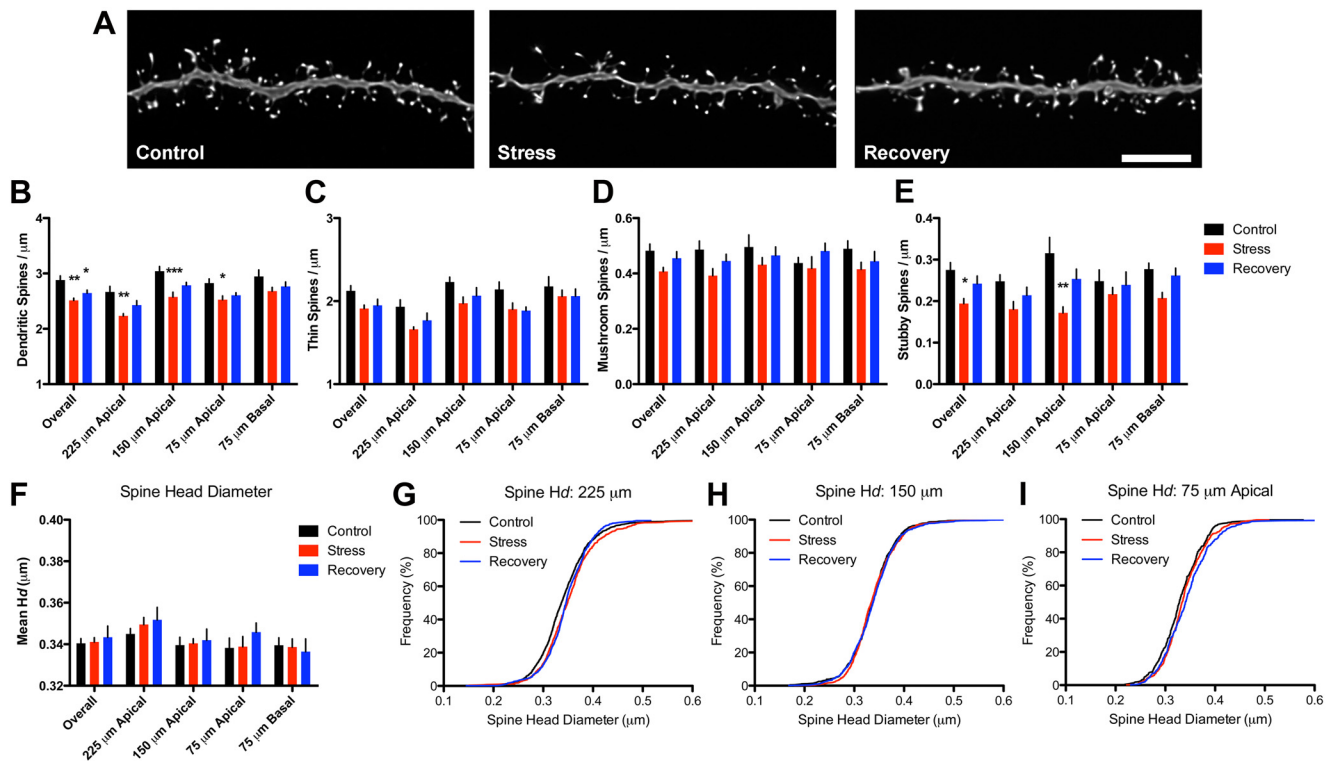 A
Control
Stress
Recovery
B
Dendritic Spines / μm
4
3
2
1
** *
**
***
*
Overall
225 μm Apical
150 μm Apical
75 μm Apical
75 μm Basal
C
Thin Spines / μm
3
2
1
Overall
225 μm Apical
150 μm Apical
75 μm Apical
75 μm Basal
D
Mushroom Spines / μm
0.6
0.4
0.2
0.0
Overall
225 μm Apical
150 μm Apical
75 μm Apical
75 μm Basal
E
Stubby Spines / μm
0.4
0.3
0.2
0.1
0.0
*
**
Overall
225 μm Apical
150 μm Apical
75 μm Apical
75 μm Basal
Control
Stress
Recovery
F
Spine Head Diameter
Mean Hd (μm)
0.40
0.38
0.36
0.34
0.32
Control
Stress
Recovery
Overall
225 μm Apical
150 μm Apical
75 μm Apical
75 μm Basal
G
Spine Hd: 225 μm
Frequency (%)
100
80
60
40
20
0
Control
Stress
Recovery
0.1 0.2 0.3 0.4 0.5 0.6
Spine Head Diameter (μm)
H
Spine Hd: 150 μm
Frequency (%)
100
80
60
40
20
0
Control
Stress
Recovery
0.1 0.2 0.3 0.4 0.5 0.6
Spine Head Diameter (μm)
I
Spine Hd: 75 μm Apical
Frequency (%)
100
80
60
40
20
0
Control
Stress
Recovery
0.1 0.2 0.3 0.4 0.5 0.6
Spine Head Diameter (μm)